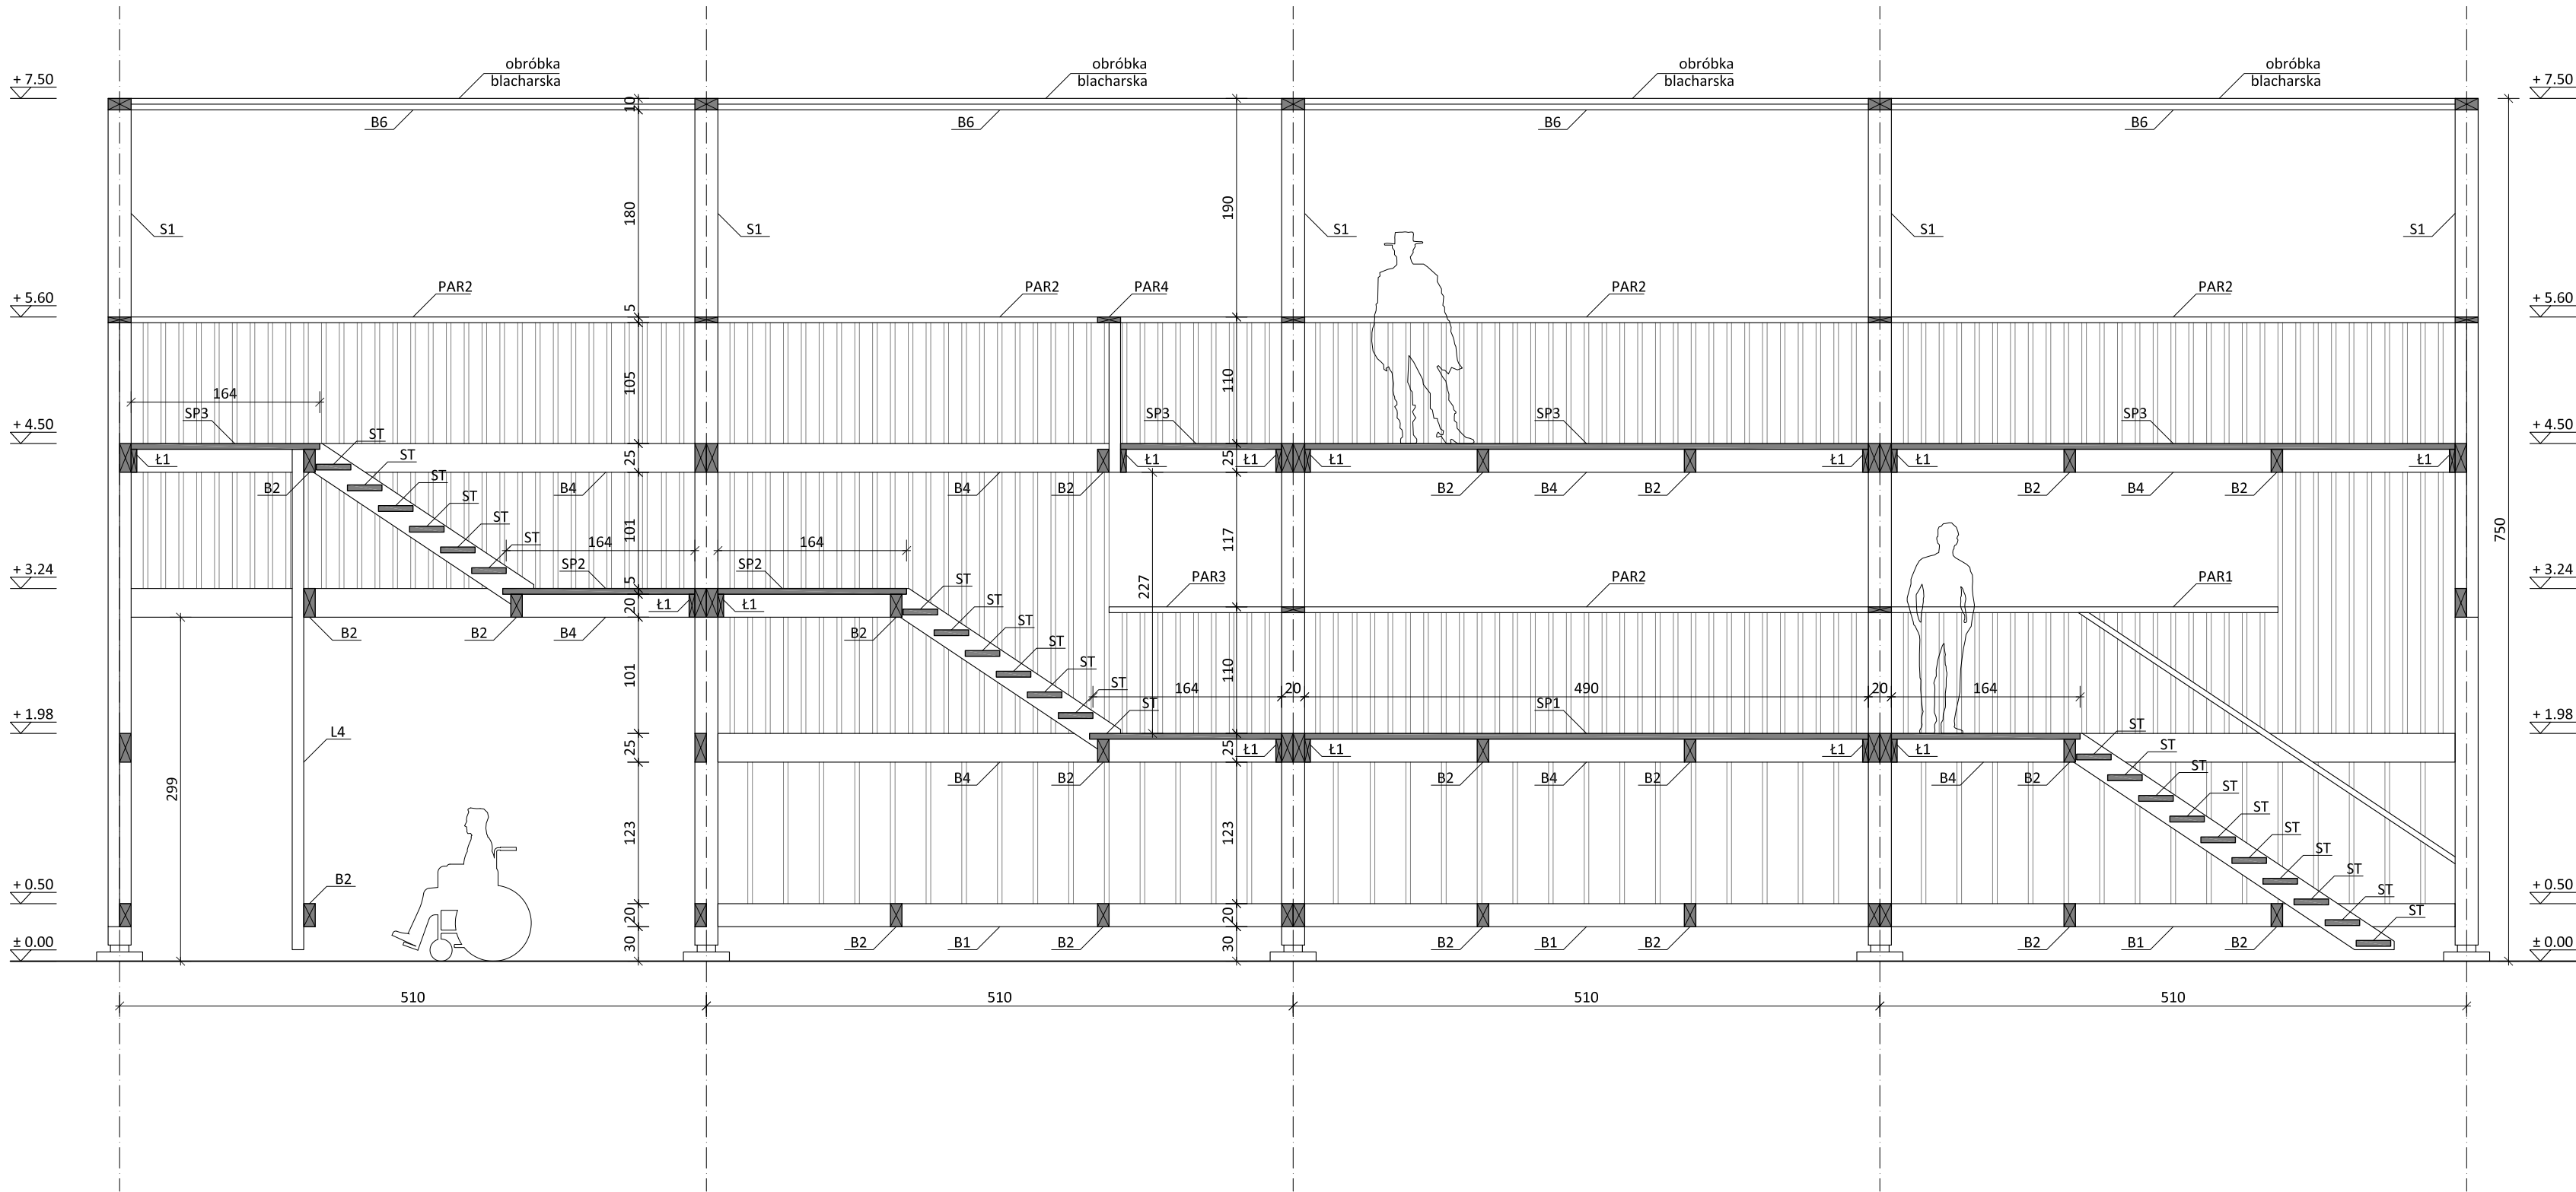 obróbka
blacharska
obróbka
blacharska
obróbka
blacharska
obróbka
blacharska
+ 7.50
+ 7.50
10
B6
B6
B6
B6
180
190
S1
S1
S1
S1
S1
+ 5.60
PAR2
5
PAR2
PAR4
PAR2
PAR2
+ 5.60
105
110
164
SP3
SP3
SP3
SP3
+ 4.50
+ 4.50
ST
Ł1
25
Ł1
Ł1
25
Ł1
Ł1
Ł1
Ł1
ST
B2
ST
B4
B4
B2
B2
B4
B2
B2
B4
B2
ST
ST
ST
101
117
750
164
164
SP2
SP2
+ 3.24
+ 3.24
5
227
PAR3
PAR2
PAR1
20
Ł1
Ł1
ST
ST
B2
B2
B4
B2
ST
ST
ST
101
110
ST
164
20
490
20
164
ST
SP1
+ 1.98
+ 1.98
ST
L4
25
Ł1
25
Ł1
Ł1
Ł1
ST
B4
B2
B2
B4
B2
B4
B2
ST
ST
299
123
123
ST
ST
ST
ST
B2
+ 0.50
+ 0.50
ST
20
20
ST
30
B2
B1
B2
30
B2
B1
B2
B2
B1
B2
± 0.00
± 0.00
510
510
510
510